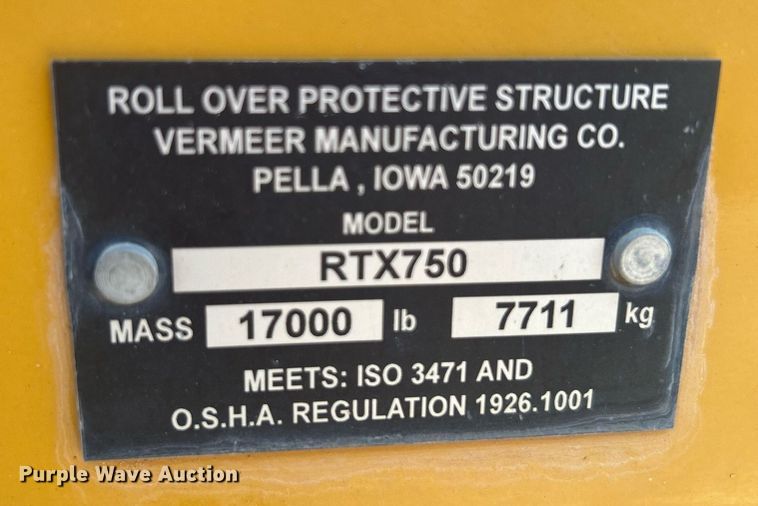 ROLL OVER PROTECTIVE STRUCTURE
VERMEER MANUFACTURING CO.
PELLA , IOWA 50219
MODEL
RTX750
MASS 17000 lb 7711 kg
MEETS: ISO 3471 AND
O.S.H.A. REGULATION 1926.1001
Purple Wave Auction